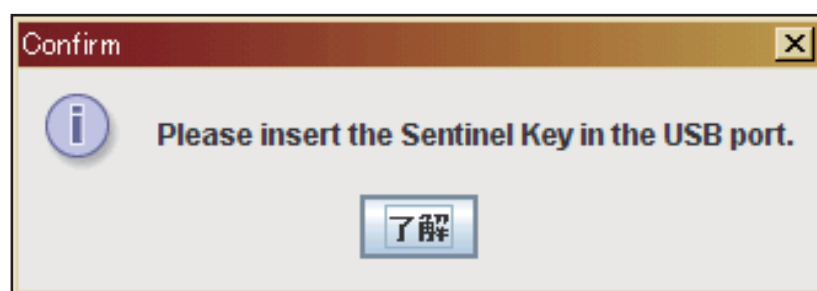 Confirm
Please insert the Sentinel Key in the USB port.
了解